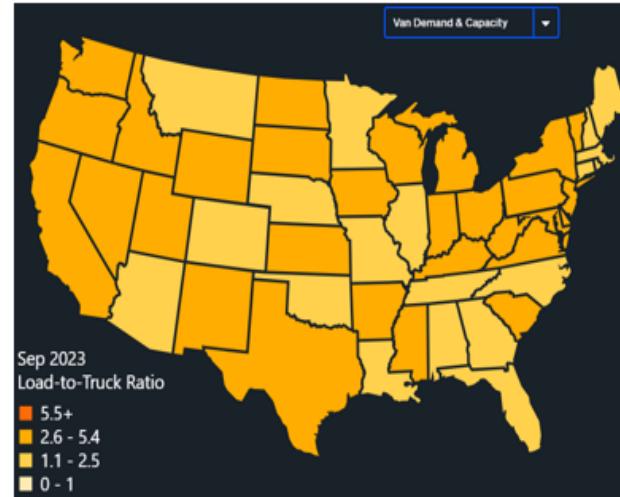 Van Demand & Capacity
Sep 2023
Load-to-Truck Ratio
5.5+
2.6 - 5.4
1.1 - 2.5
0 - 1